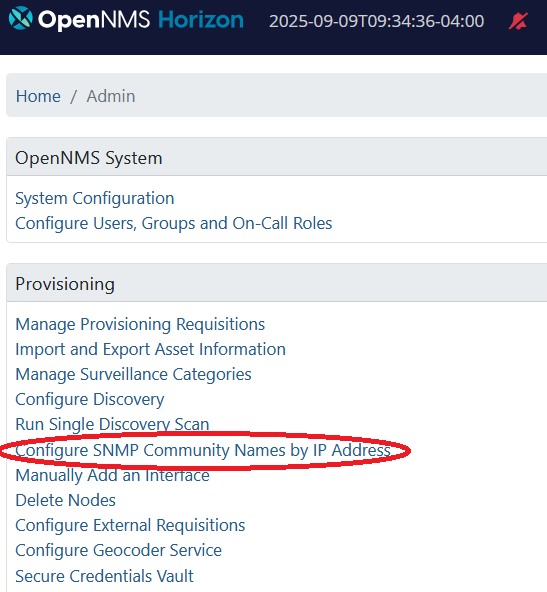 OpenNMS Horizon 2025-09-09T09:34:36-04:00
Home / Admin
OpenNMS System
System Configuration
Configure Users, Groups and On-Call Roles
Provisioning
Manage Provisioning Requisitions
Import and Export Asset Information
Manage Surveillance Categories
Configure Discovery
Run Single Discovery Scan
Configure SNMP Community Names by IP Address
Manually Add an Interface
Delete Nodes
Configure External Requisitions
Configure Geocoder Service
Secure Credentials Vault